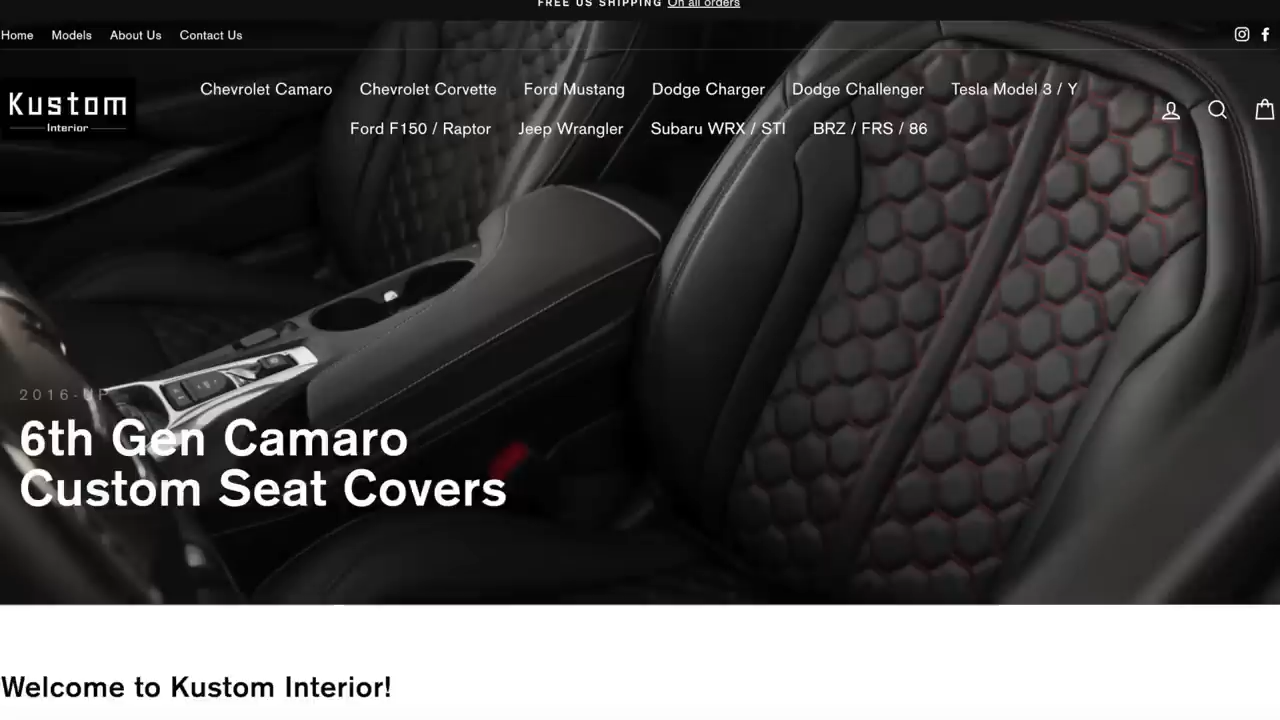 FREE US SHIPPING On all orders
Home Models About Us Contact Us
Kustom
Interior
Chevrolet Camaro Chevrolet Corvette Ford Mustang Dodge Charger Dodge Challenger Tesla Model 3 / Y
Ford F150 / Raptor Jeep Wrangler Subaru WRX / STI BRZ / FRS / 86
2016-UP
6th Gen Camaro
Custom Seat Covers
Welcome to Kustom Interior!